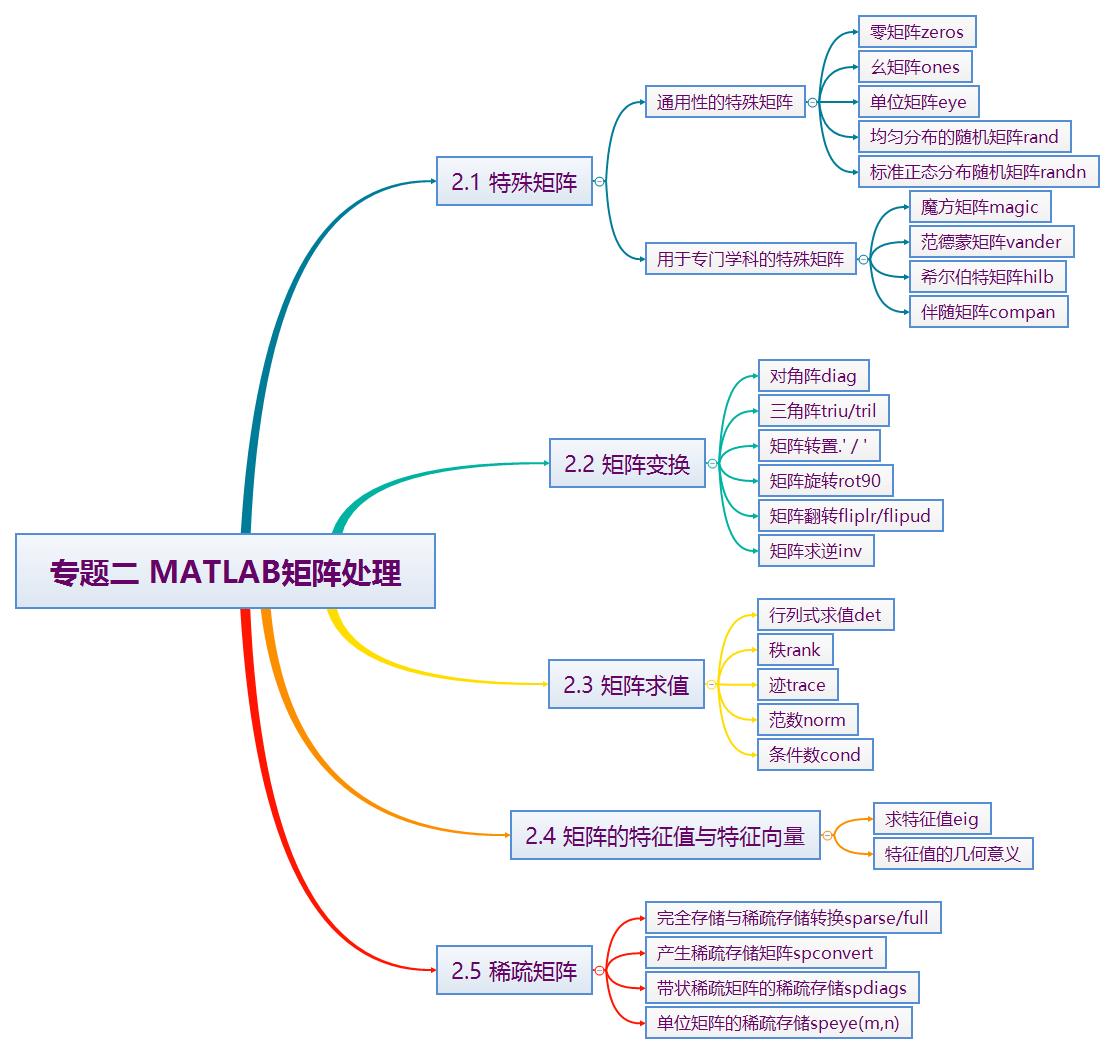 专题二 MATLAB矩阵处理
2.1 特殊矩阵
通用性的特殊矩阵
零矩阵zeros
幺矩阵ones
单位矩阵eye
均匀分布的随机矩阵rand
标准正态分布随机矩阵randn
用于专门学科的特殊矩阵
魔方矩阵magic
范德蒙矩阵vander
希尔伯特矩阵hilb
伴随矩阵compan
2.2 矩阵变换
对角阵diag
三角阵triu/tril
矩阵转置.' / '
矩阵旋转rot90
矩阵翻转fliplr/flipud
矩阵求逆inv
2.3 矩阵求值
行列式求值det
秩rank
迹trace
范数norm
条件数cond
2.4 矩阵的特征值与特征向量
求特征值eig
特征值的几何意义
2.5 稀疏矩阵
完全存储与稀疏存储转换sparse/full
产生稀疏存储矩阵spconvert
带状稀疏矩阵的稀疏存储spdiags
单位矩阵的稀疏存储speye(m,n)